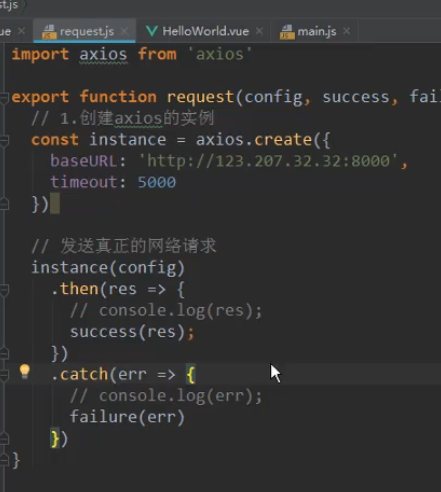 st.js
ue request.js HelloWorld.vue main.js
import axios from 'axios'
export function request(config, success, fai
// 1.创建axios的实例
const instance = axios.create({
baseURL: 'http://123.207.32.32:8000',
timeout: 5000
})
// 发送真正的网络请求
instance(config)
.then(res => {
// console.log(res);
success(res);
})
.catch(err => {
// console.log(err);
failure(err)
})
}